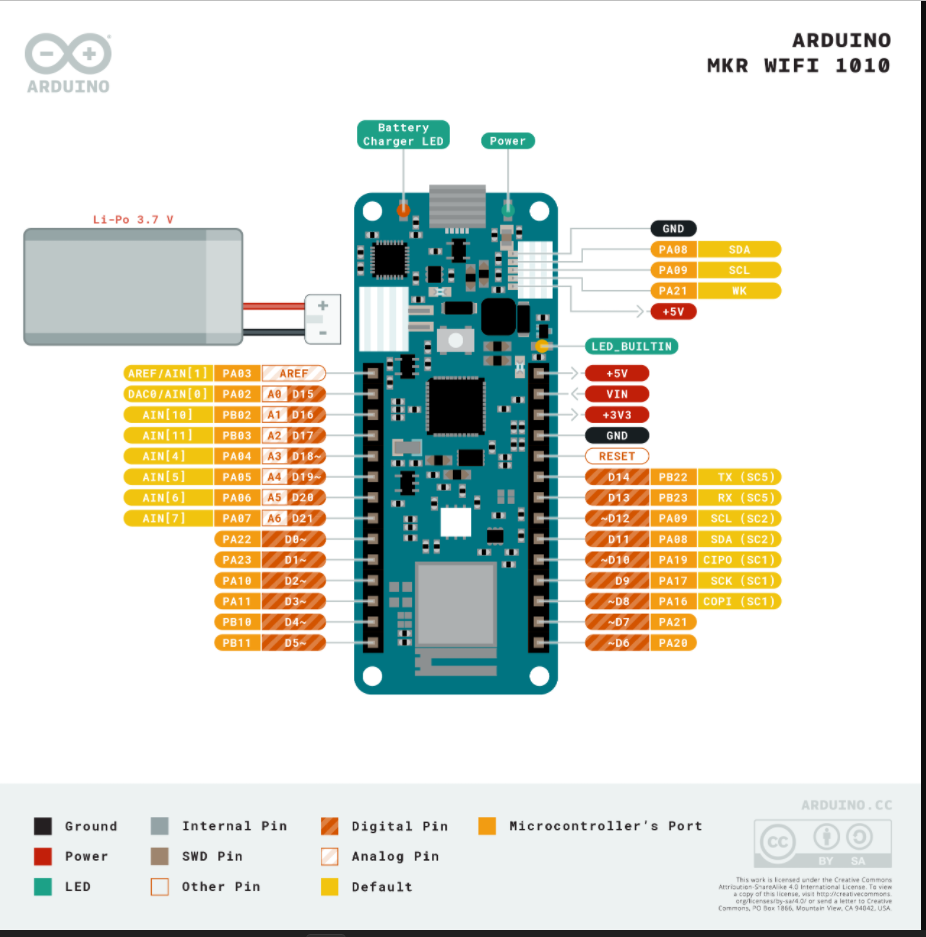 ARDUINO
MKR WIFI 1010
ARDUINO
Battery
Charger LED
Power
Li-Po 3.7 V
+
-
GND
PA08 SDA
PA09 SCL
PA21 WK
+5V
LED_BUILTIN
AREF/AIN[1] PA03 AREF
DAC0/AIN[0] PA02 A0 D15
AIN[10] PB02 A1 D16
AIN[11] PB03 A2 D17
AIN[4] PA04 A3 D18~
AIN[5] PA05 A4 D19~
AIN[6] PA06 A5 D20
AIN[7] PA07 A6 D21
PA22 D0~
PA23 D1~
PA10 D2~
PA11 D3~
PB10 D4~
PB11 D5~
+5V
VIN
+3V3
GND
RESET
D14 PB22 TX (SC5)
D13 PB23 RX (SC5)
~D12 PA09 SCL (SC2)
D11 PA08 SDA (SC2)
~D10 PA19 CIPO (SC1)
D9 PA17 SCK (SC1)
~D8 PA16 COPI (SC1)
~D7 PA21
~D6 PA20
Ground
Power
LED
Internal Pin
SWD Pin
Other Pin
Digital Pin
Analog Pin
Default
Microcontroller's Port
ARDUINO.CC
cc
BY SA
This work is licensed under the Creative Commons
Attribution-ShareAlike 4.0 International License. To view
a copy of this license, visit http://creativecommons.
org/licenses/by-sa/4.0/ or send a letter to Creative
Commons, PO Box 1866, Mountain View, CA 94042, USA.